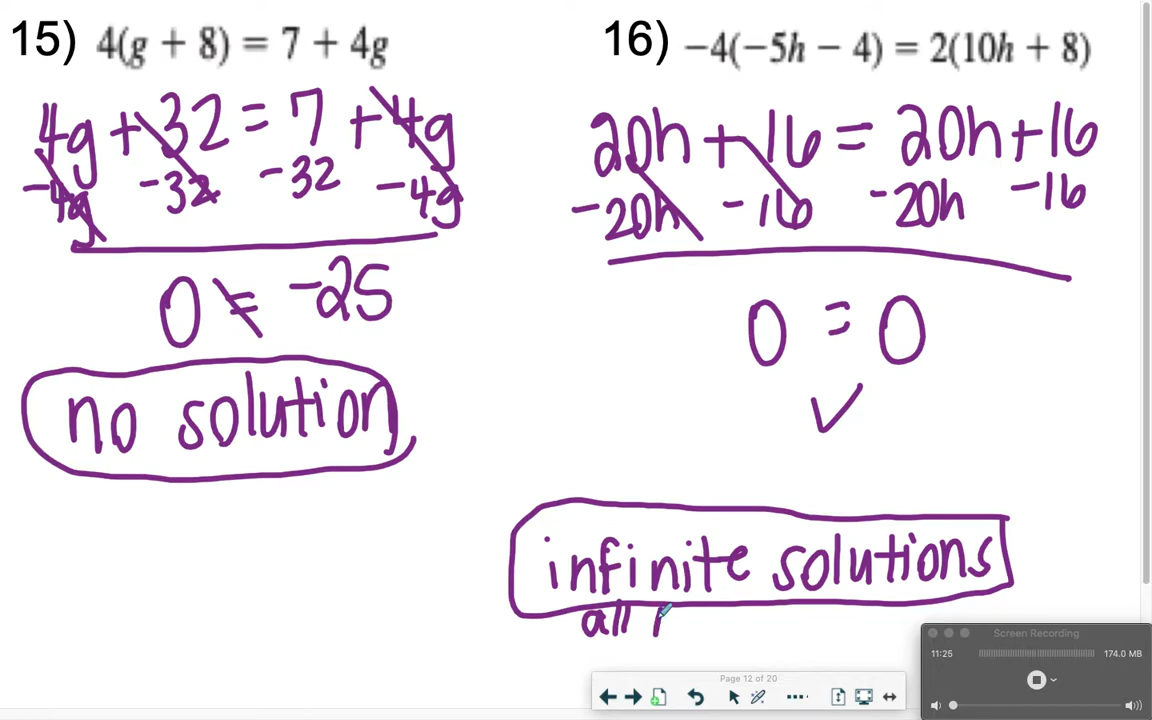 15) 4(g + 8) = 7 + 4g
4g + 32 = 7 + 4g
-4g -32 -32 -4g
0 ≠ -25
no solution
16) −4(−5h − 4) = 2(10h + 8)
20h + 16 = 20h + 16
-20h -16 -20h -16
0 = 0
✓
infinite solutions
all r
Screen Recording
11:25 174.0 MB
Page 12 of 20